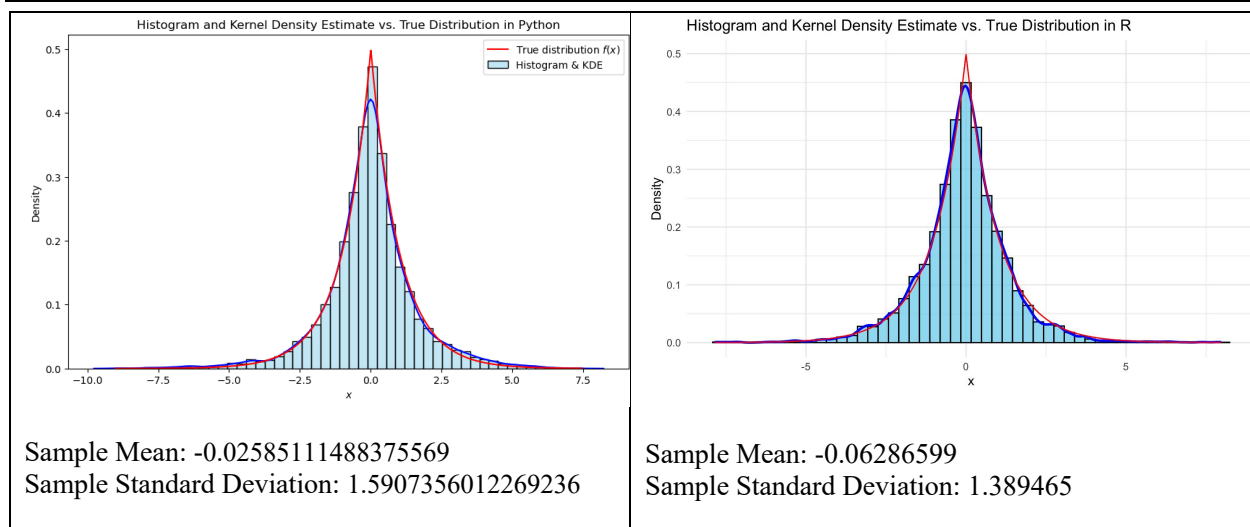 Histogram and Kernel Density Estimate vs. True Distribution in Python
True distribution f(x)
Histogram & KDE
0.5
0.4
0.3
0.2
0.1
0.0
Density
−10.0 −7.5 −5.0 −2.5 0.0 2.5 5.0 7.5
x
Sample Mean: -0.02585111488375569
Sample Standard Deviation: 1.5907356012269236
Histogram and Kernel Density Estimate vs. True Distribution in R
0.5
0.4
0.3
0.2
0.1
0.0
Density
-5 0 5
x
Sample Mean: -0.06286599
Sample Standard Deviation: 1.389465